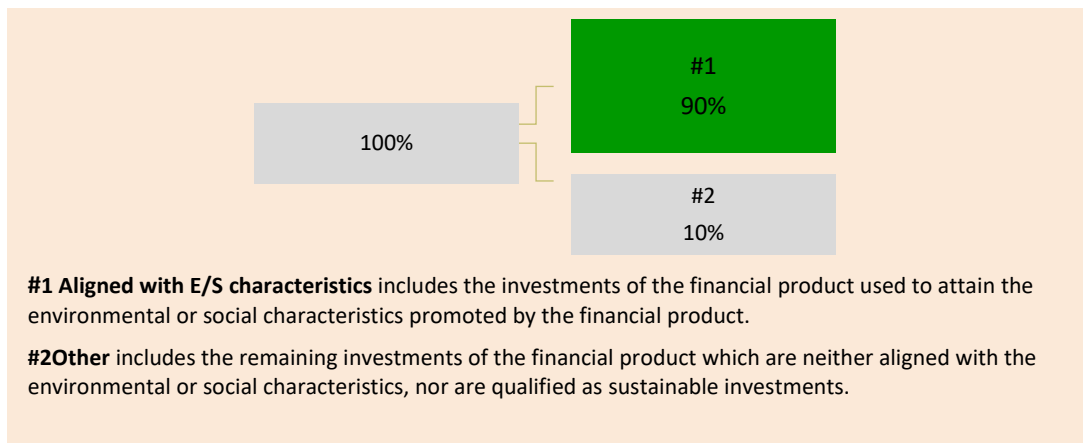 #1
90%
100%
#2
10%
#1 Aligned with E/S characteristics includes the investments of the financial product used to attain the
environmental or social characteristics promoted by the financial product.
#2Other includes the remaining investments of the financial product which are neither aligned with the
environmental or social characteristics, nor are qualified as sustainable investments.